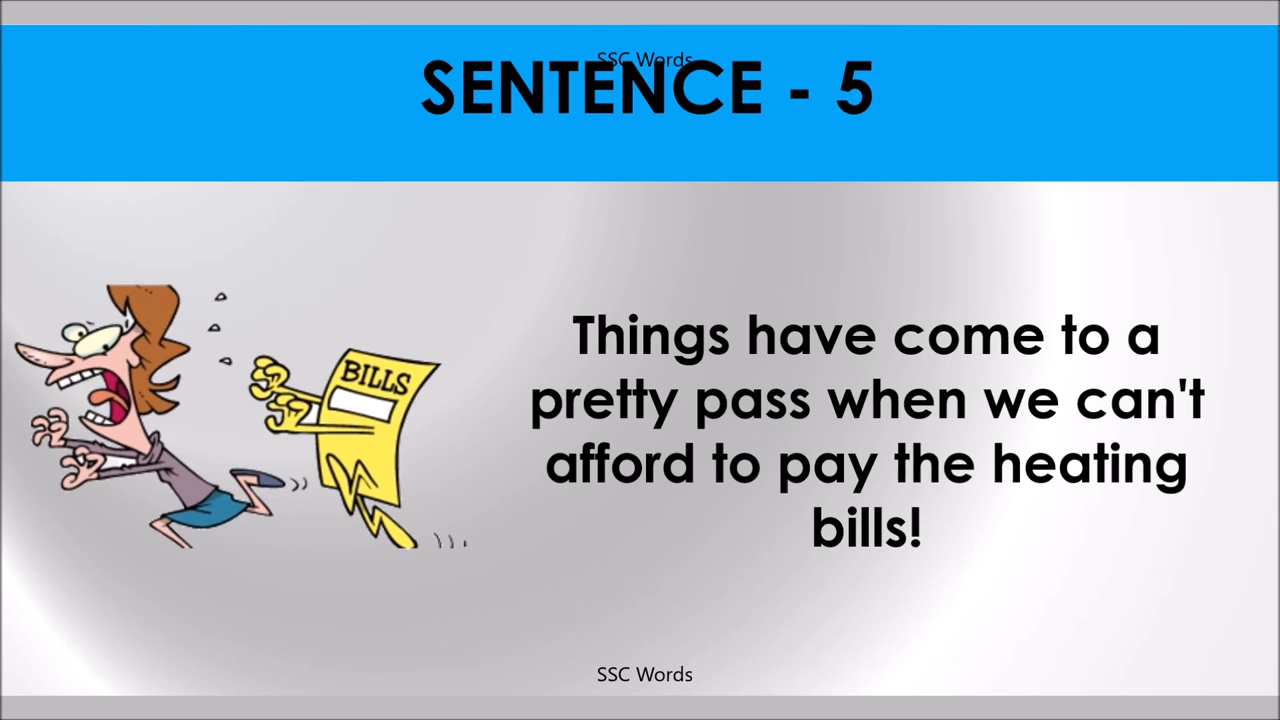 SSC Words
SENTENCE - 5
BILLS
Things have come to a
pretty pass when we can't
afford to pay the heating
bills!
SSC Words